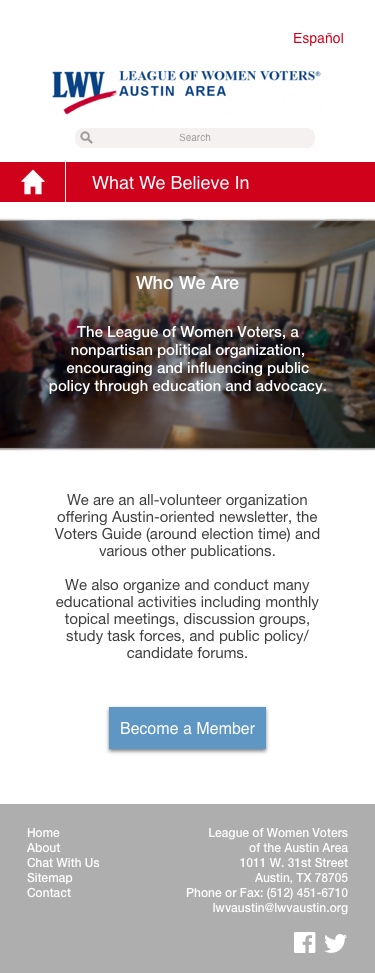 Español
LWV LEAGUE OF WOMEN VOTERS®
AUSTIN AREA
Search
What We Believe In
Who We Are
The League of Women Voters, a
nonpartisan political organization,
encouraging and influencing public
policy through education and advocacy.
We are an all-volunteer organization
offering Austin-oriented newsletter, the
Voters Guide (around election time) and
various other publications.
We also organize and conduct many
educational activities including monthly
topical meetings, discussion groups,
study task forces, and public policy/
candidate forums.
Become a Member
Home
About
Chat With Us
Sitemap
Contact
League of Women Voters
of the Austin Area
1011 W. 31st Street
Austin, TX 78705
Phone or Fax: (512) 451-6710
lwvaustin@lwvaustin.org